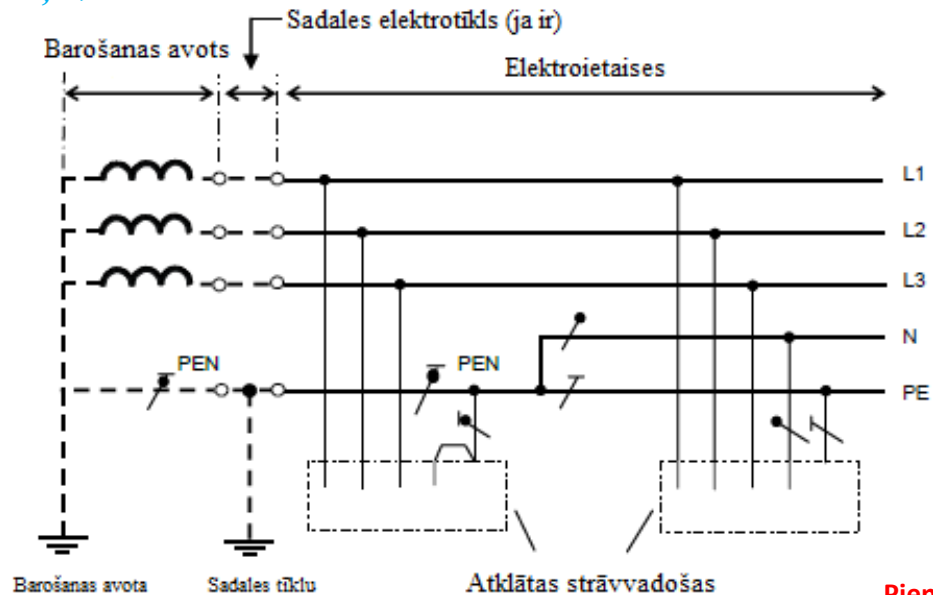 Sadales elektrotīkls (ja ir)
Barošanas avots
Elektroietaises
L1
L2
L3
N
PEN
PEN
PE
Barošanas avota
Sadales tīklu
Atklātas strāvvadošas